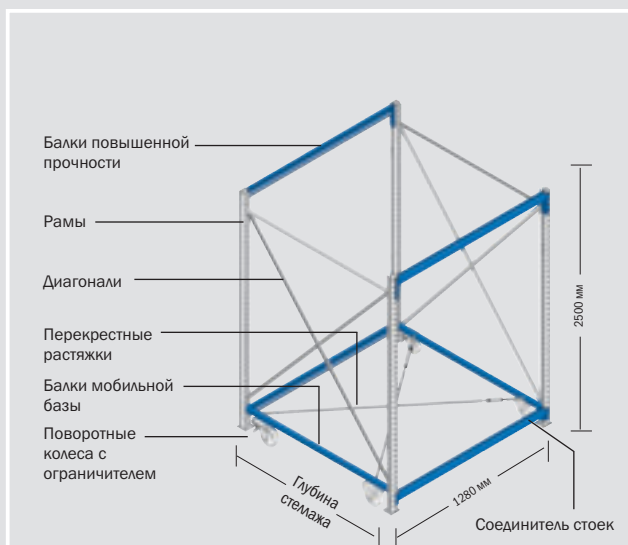 Балки повышенной
прочности
Рамы
Диагонали
Перекрестные
растяжки
Балки мобильной
базы
Поворотные
колеса с
ограничителем
Глубина
стеллажа
1280 мм
2500 мм
Соединитель стоек